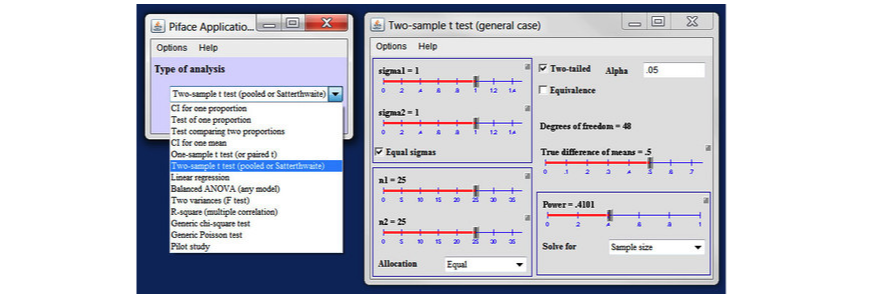 Piface Applicatio...
Options Help
Type of analysis
Two-sample t test (pooled or Satterthwaite)
CI for one proportion
Test of one proportion
Test comparing two proportions
CI for one mean
One-sample t test (or paired t)
Two-sample t test (pooled or Satterthwaite)
Linear regression
Balanced ANOVA (any model)
Two variances (F test)
R-square (multiple correlation)
Generic chi-square test
Generic Poisson test
Pilot study
Two-sample t test (general case)
Options Help
sigma1 = 1
0 .2 .4 .6 .8 1 1.2 1.4
sigma2 = 1
0 .2 .4 .6 .8 1 1.2 1.4
Equal sigmas
n1 = 25
0 5 10 15 20 25 30 35
n2 = 25
0 5 10 15 20 25 30 35
Allocation Equal
Two-tailed Alpha .05
Equivalence
Degrees of freedom = 48
True difference of means = .5
0 .1 .2 .3 .4 .5 .6 .7
Power = .4101
0 .2 .4 .6 .8 1
Solve for Sample size